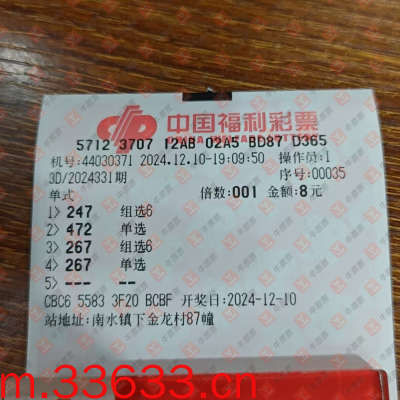 中国福利彩票
CHINA WELFARE LOTTERY
5712 3707 12AB 02A5 BD87 D365
机号:44030371 2024.12.10-19:09:50 操作员:1
3D/2024331期 序号:00035
单式 倍数:001 金额:8元
1> 247 组选6
2> 472 单选
3> 267 组选6
4> 267 单选
5> --- --
CBC6 5583 3F20 BCBF 开奖日:2024-12-10
站地址:南水镇下金龙村87幢
m.33633.cn